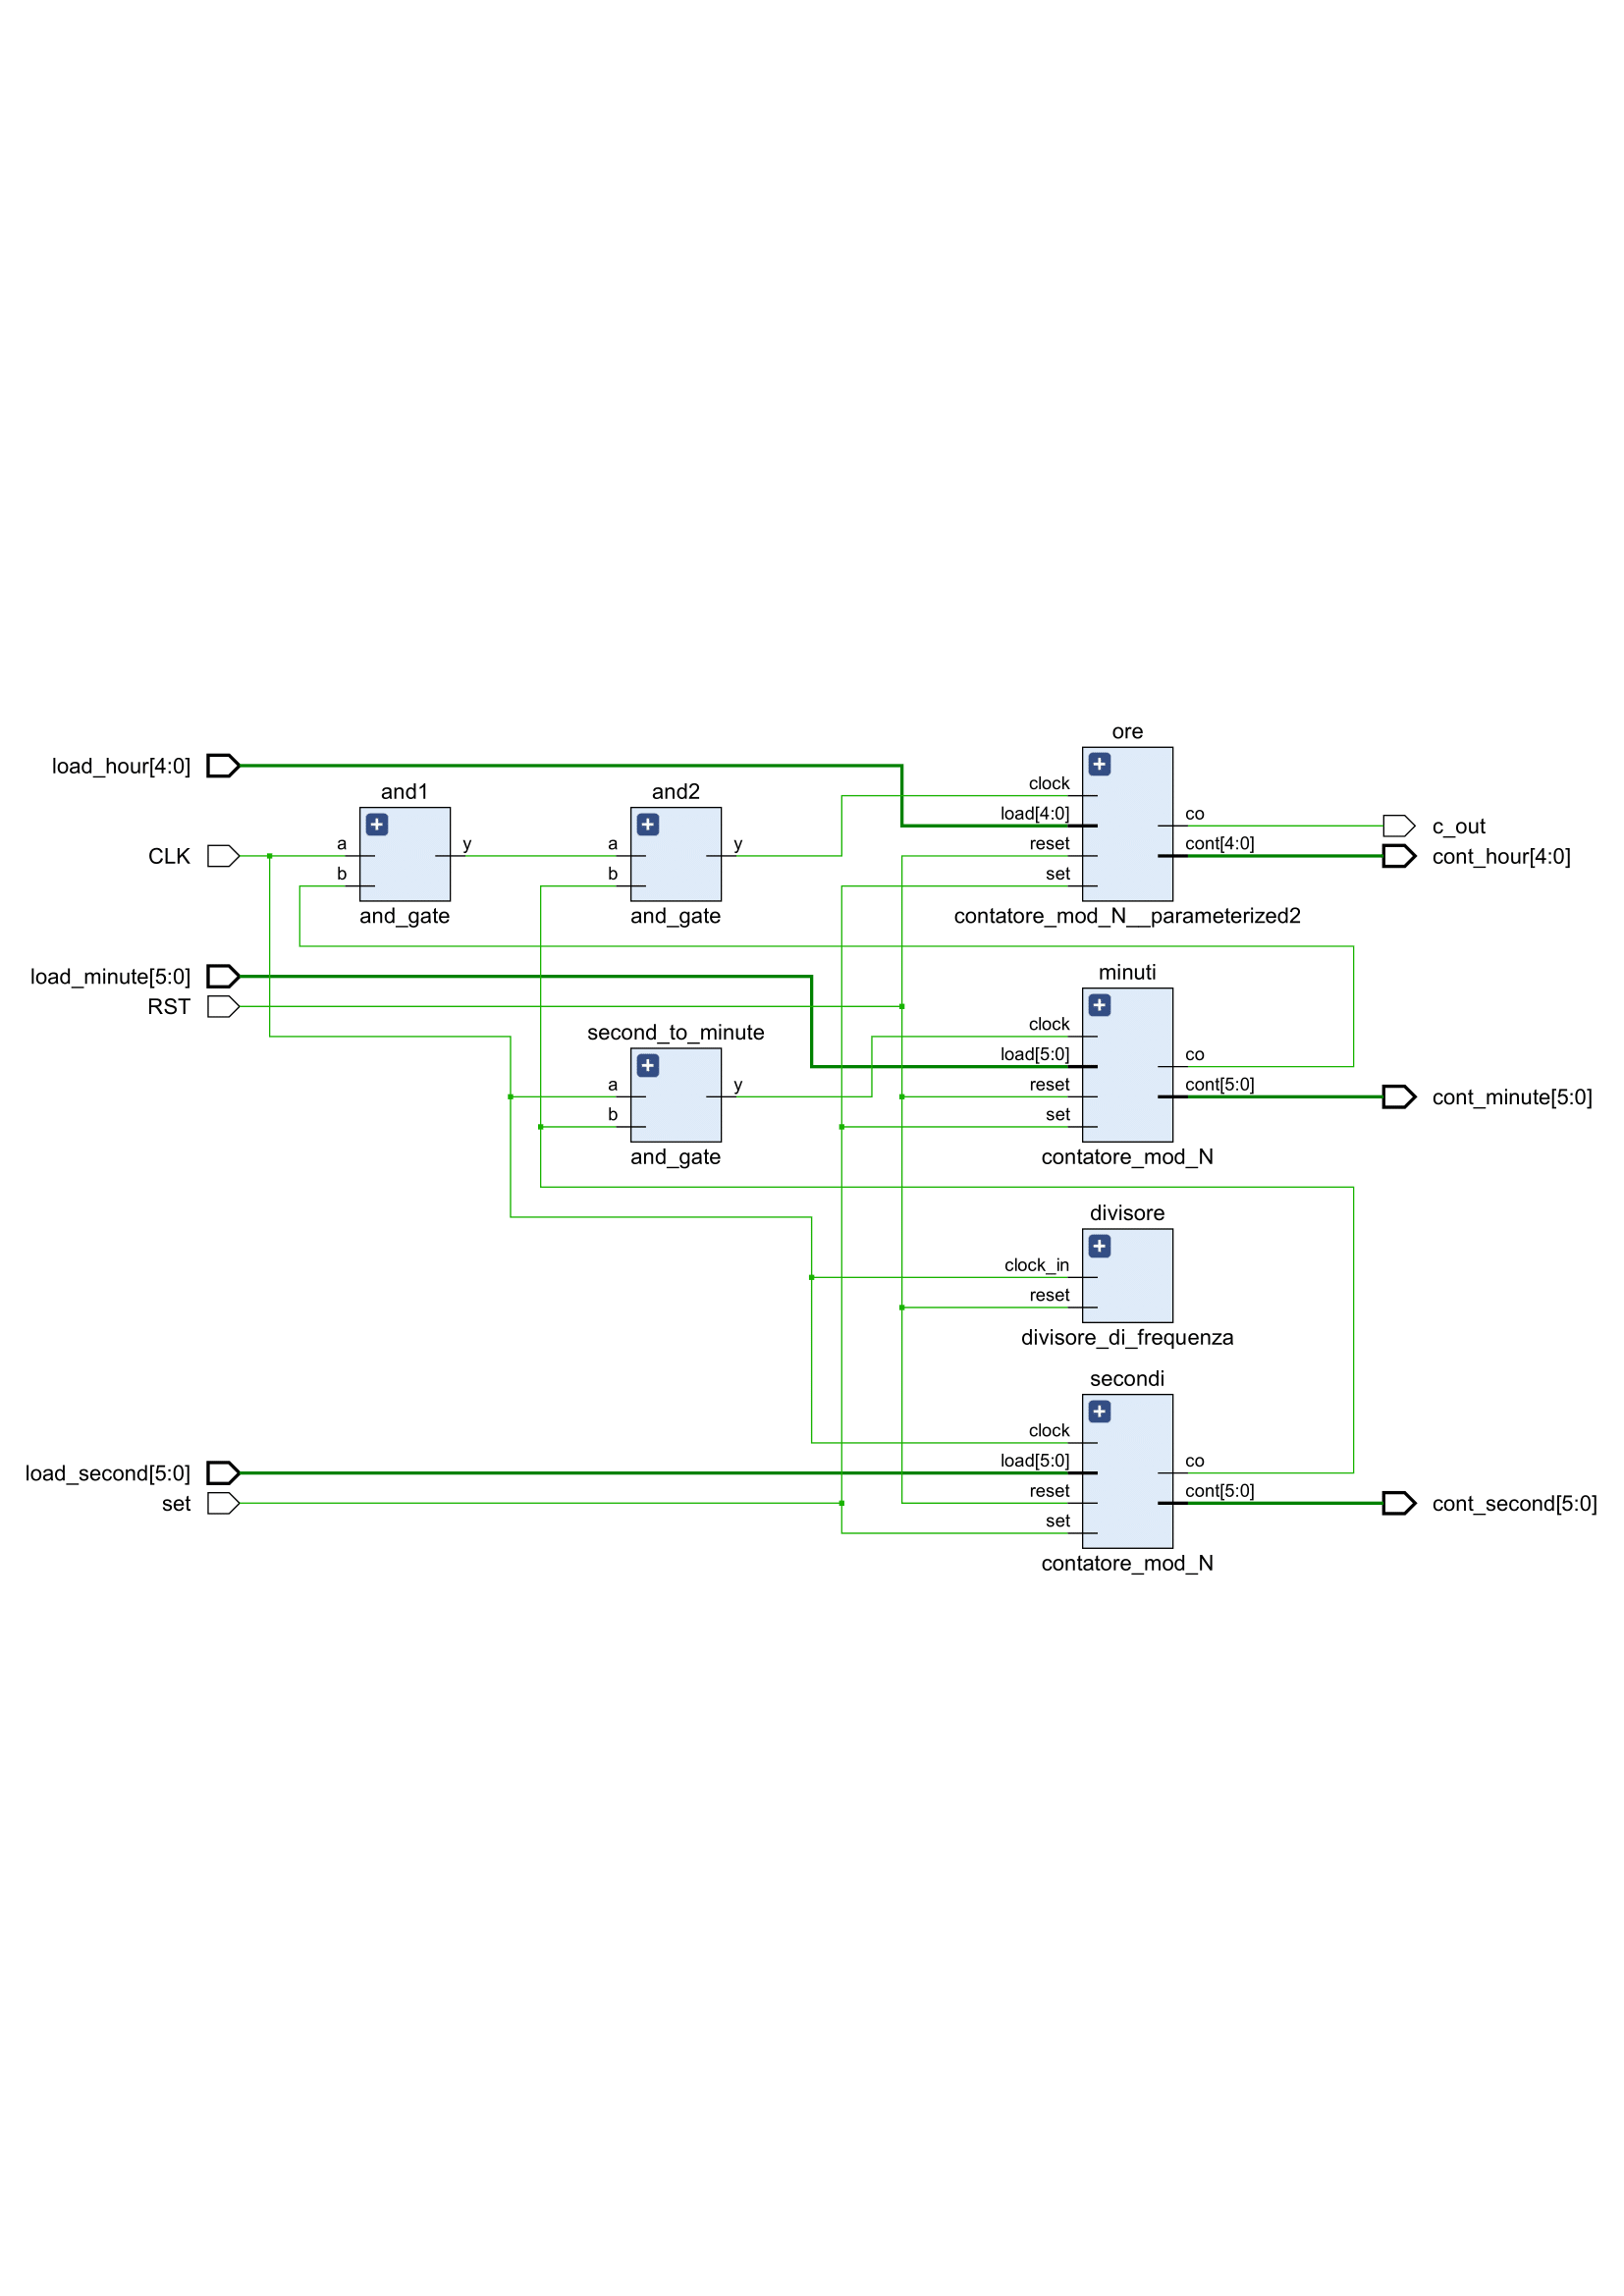 ore
load_hour[4:0]
clock
and1
and2
load[4:0]
co
c_out
CLK
a
y
a
y
reset
cont[4:0]
cont_hour[4:0]
b
b
set
and_gate
and_gate
contatore_mod_N__parameterized2
load_minute[5:0]
minuti
RST
clock
second_to_minute
load[5:0]
co
a
y
reset
cont[5:0]
cont_minute[5:0]
b
set
and_gate
contatore_mod_N
divisore
clock_in
reset
divisore_di_frequenza
secondi
clock
load_second[5:0]
load[5:0]
co
set
reset
cont[5:0]
cont_second[5:0]
set
contatore_mod_N